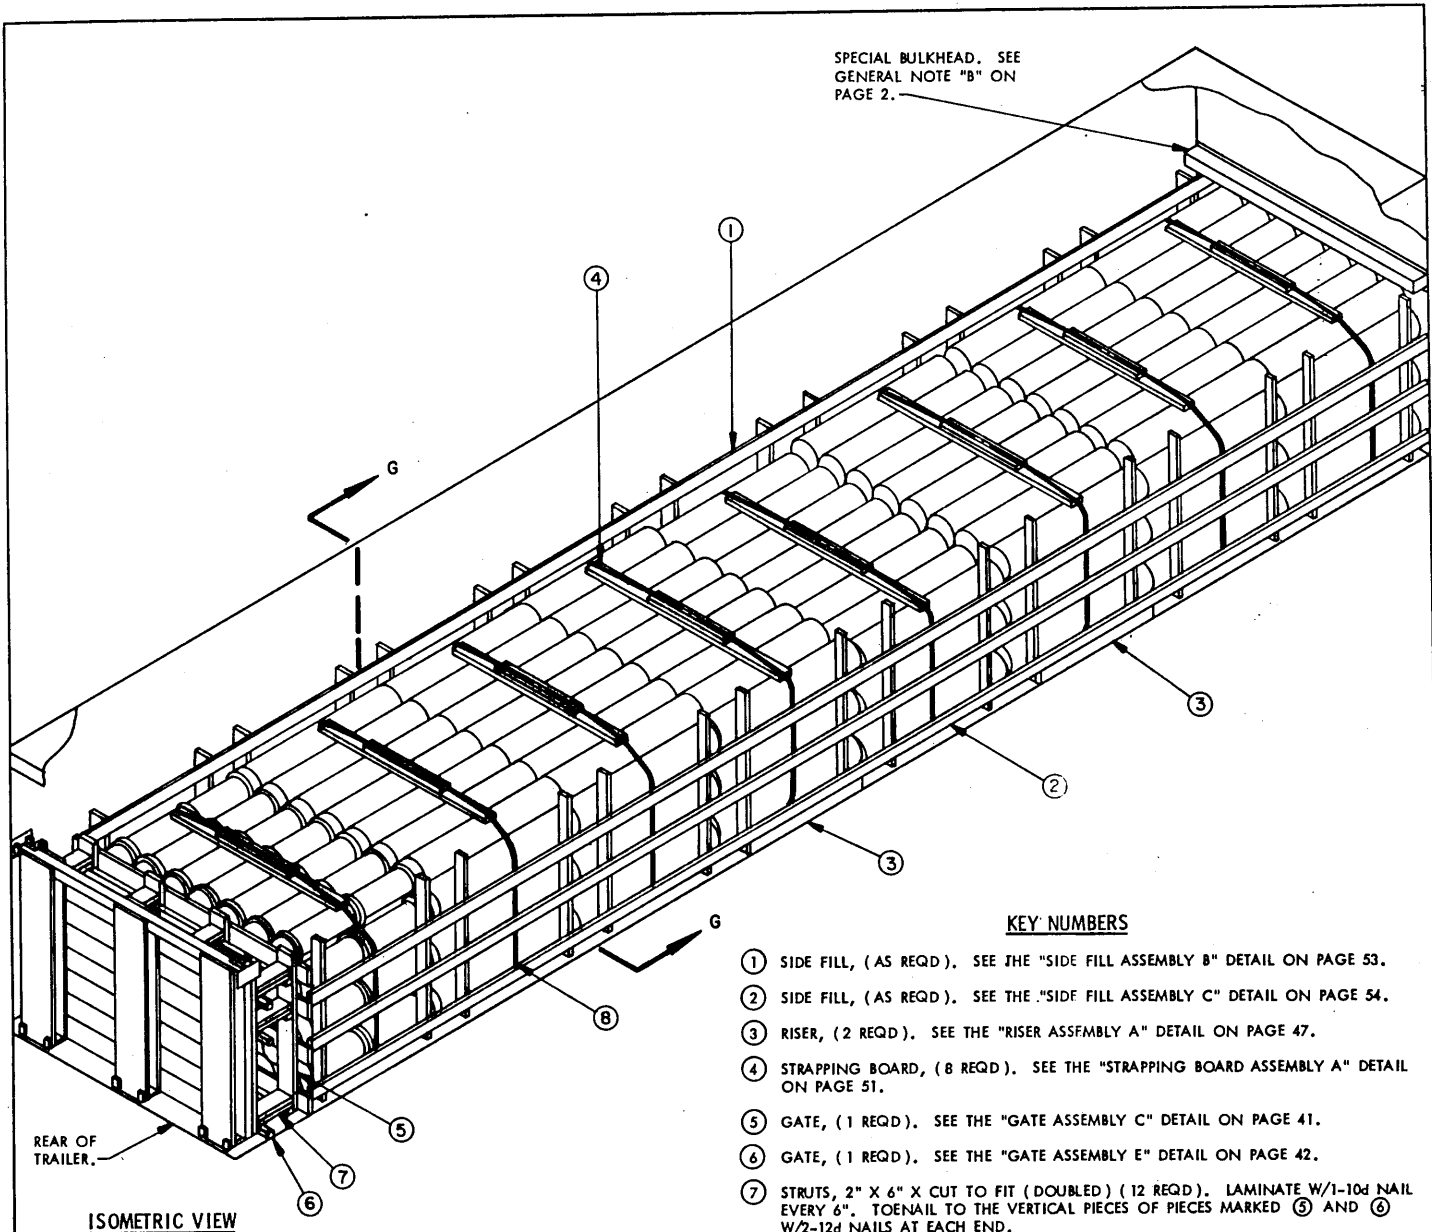 SPECIAL BULKHEAD. SEE
GENERAL NOTE "B" ON
PAGE 2.
1
4
G
3
2
3
G
8
5
7
6
REAR OF
TRAILER.
ISOMETRIC VIEW
KEY NUMBERS
1 SIDE FILL, (AS REQD). SEE THE "SIDE FILL ASSEMBLY B" DETAIL ON PAGE 53.
2 SIDE FILL, (AS REQD). SEE THE "SIDE FILL ASSEMBLY C" DETAIL ON PAGE 54.
3 RISER, (2 REQD). SEE THE "RISER ASSEMBLY A" DETAIL ON PAGE 47.
4 STRAPPING BOARD, (8 REQD). SEE THE "STRAPPING BOARD ASSEMBLY A" DETAIL
ON PAGE 51.
5 GATE, (1 REQD). SEE THE "GATE ASSEMBLY C" DETAIL ON PAGE 41.
6 GATE, (1 REQD). SEE THE "GATE ASSEMBLY E" DETAIL ON PAGE 42.
7 STRUTS, 2" X 6" X CUT TO FIT (DOUBLED) (12 REQD). LAMINATE W/1-10d NAIL
EVERY 6". TOENAIL TO THE VERTICAL PIECES OF PIECES MARKED 5 AND 6
W/2-12d NAILS AT EACH END.